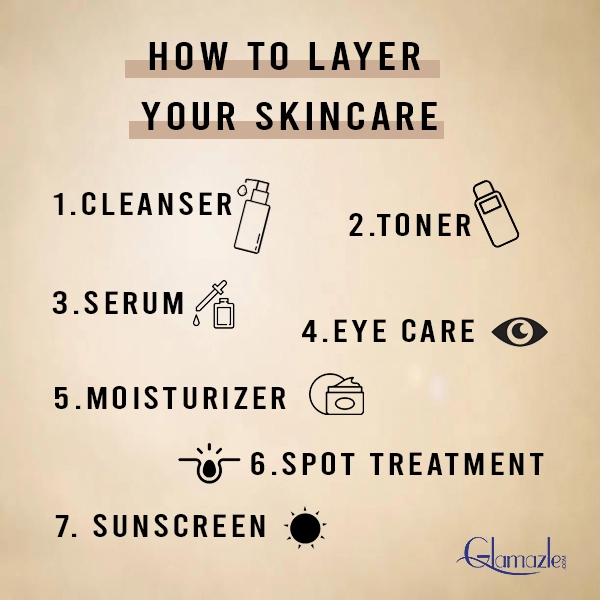 HOW TO LAYER
YOUR SKINCARE
1.CLEANSER
2.TONER
3.SERUM
4.EYE CARE
5.MOISTURIZER
6.SPOT TREATMENT
7. SUNSCREEN
Glamazle